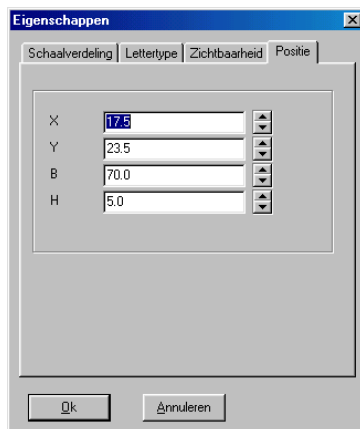 Eigenschappen
Schaalverdeling Lettertype Zichtbaarheid Positie
X 17.5
Y 23.5
B 70.0
H 5.0
Ok Annuleren